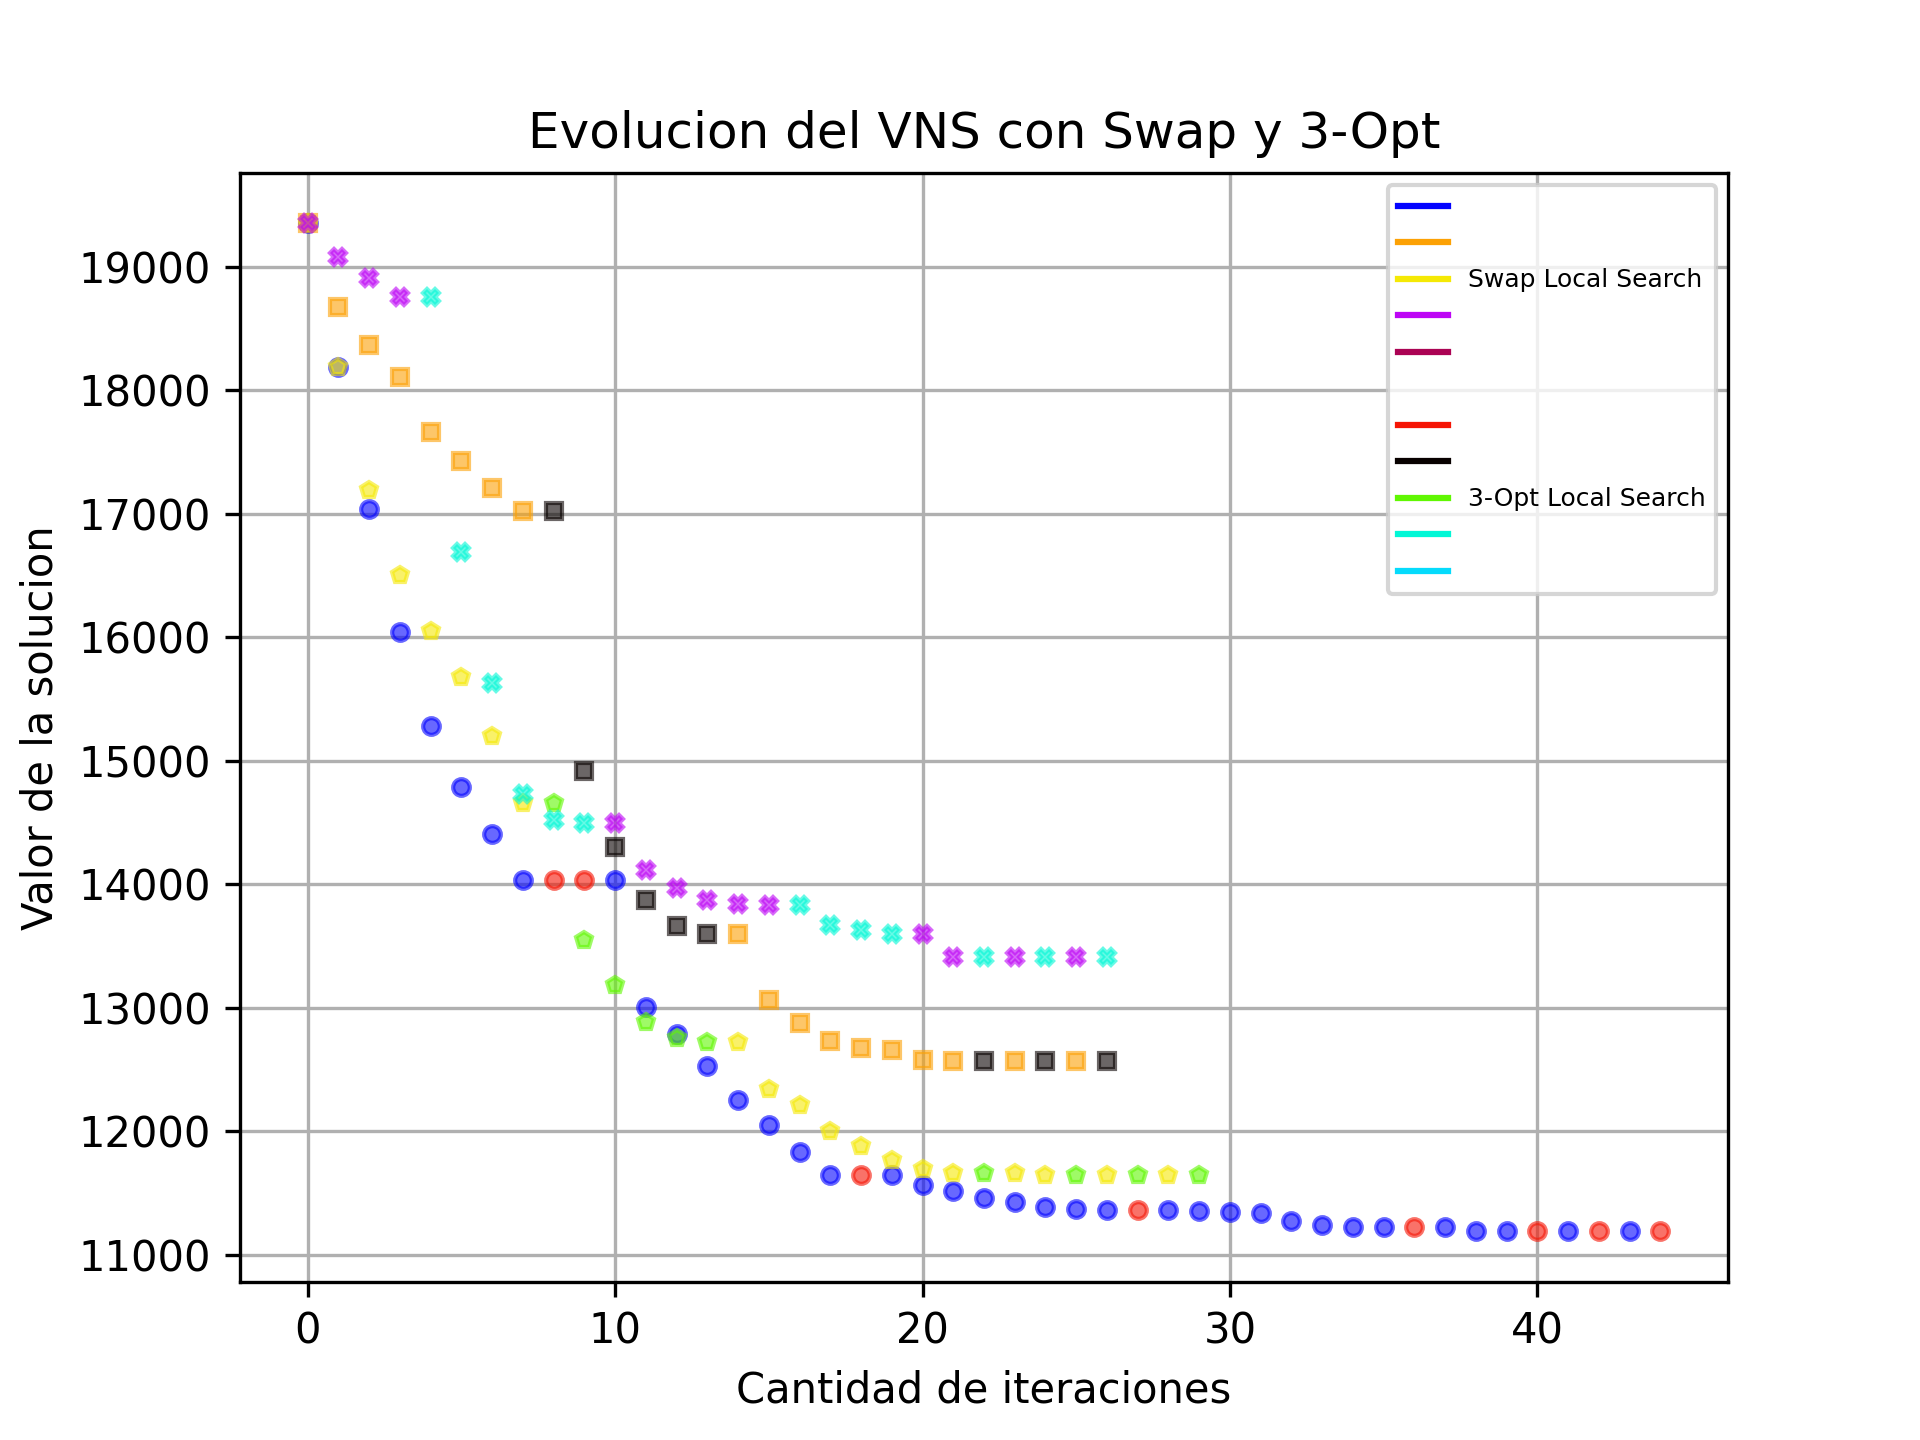 Evolucion del VNS con Swap y 3-Opt
Valor de la solucion
19000
18000
17000
16000
15000
14000
13000
12000
11000
Swap Local Search
3-Opt Local Search
0 10 20 30 40
Cantidad de iteraciones